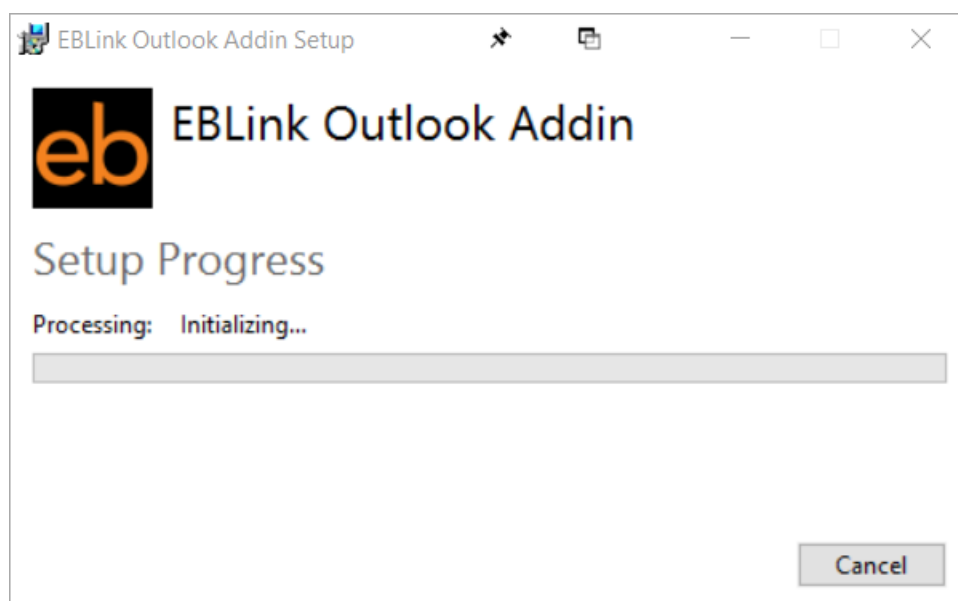 EBLink Outlook Addin Setup
eb EBLink Outlook Addin
Setup Progress
Processing: Initializing...
Cancel